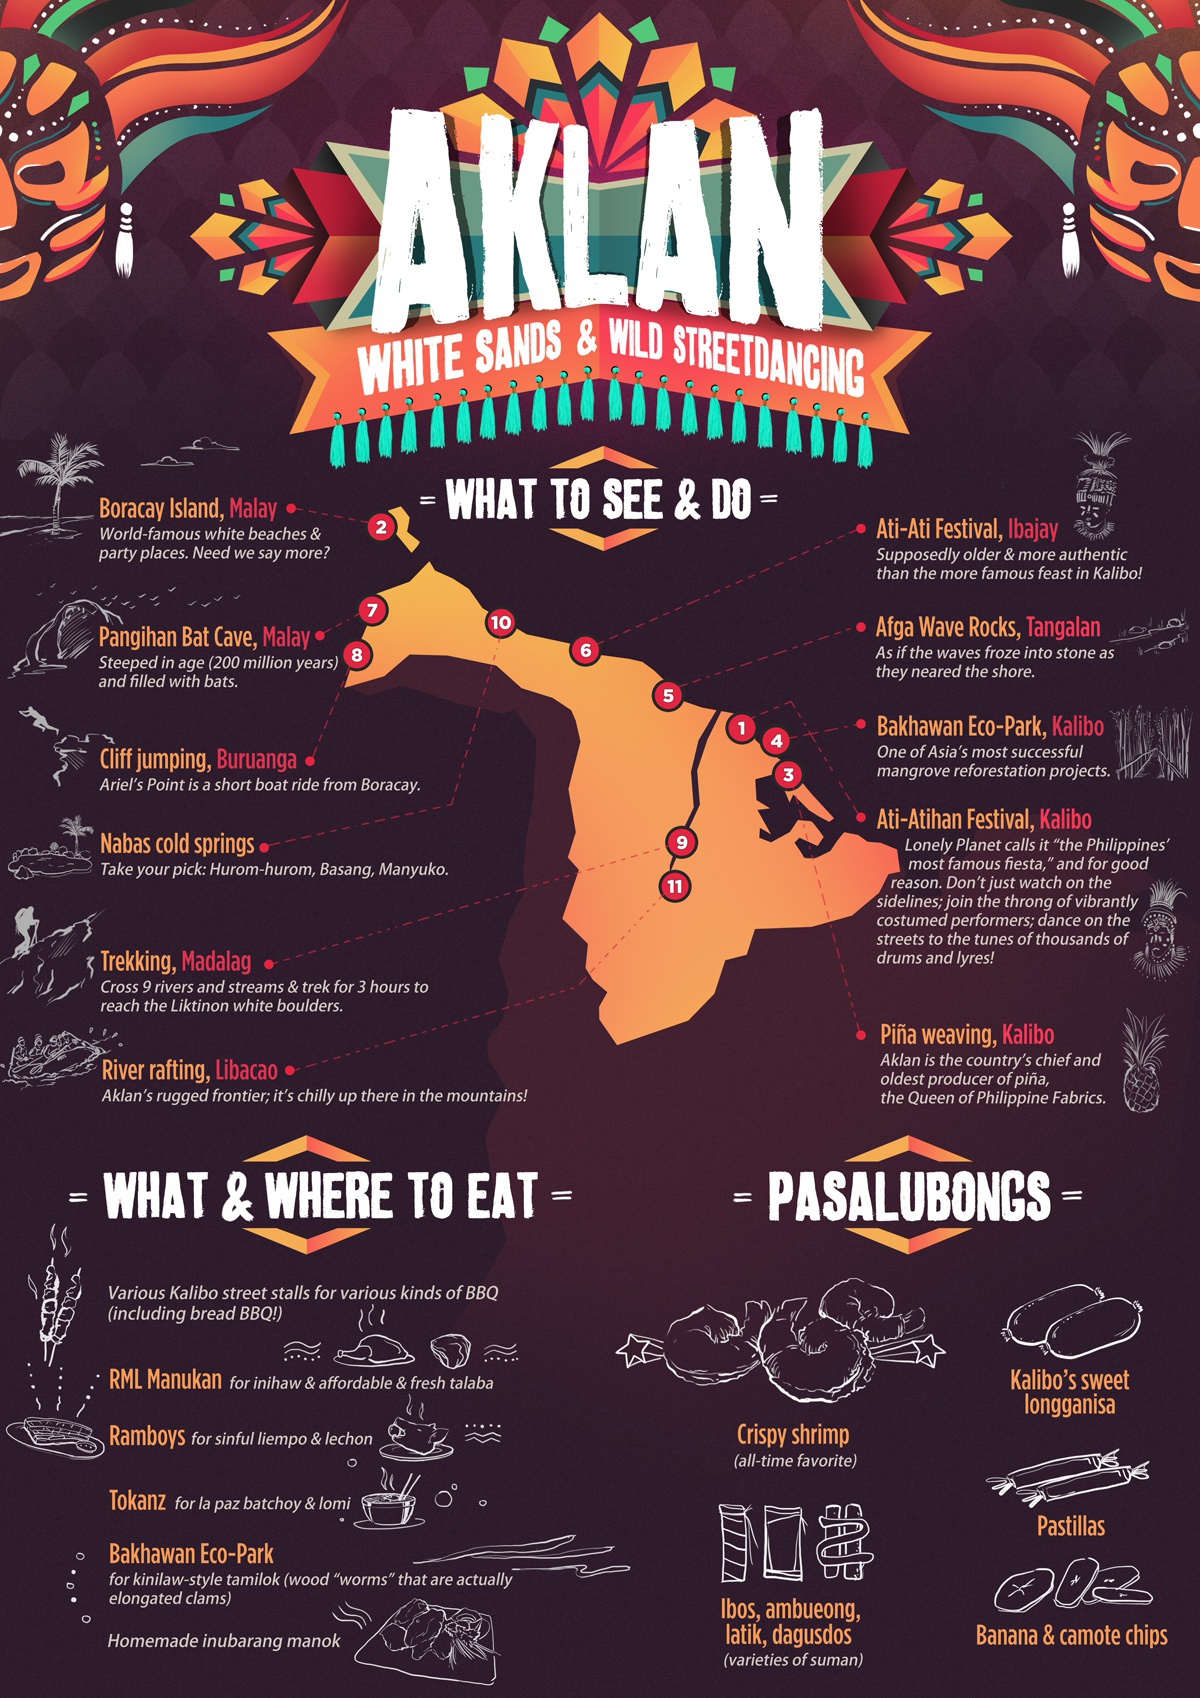 AKLAN
WHITE SANDS & WILD STREETDANCING
= WHAT TO SEE & DO =
Boracay Island, Malay
World-famous white beaches &
party places. Need we say more?
Pangihan Bat Cave, Malay
Steeped in age (200 million years)
and filled with bats.
Cliff jumping, Buruanga
Ariel's Point is a short boat ride from Boracay.
Nabas cold springs
Take your pick: Hurom-hurom, Basang, Manyuko.
Trekking, Madalag
Cross 9 rivers and streams & trek for 3 hours to
reach the Liktinon white boulders.
River rafting, Libacao
Aklan's rugged frontier; it's chilly up there in the mountains!
2
7
8
10
6
5
1
4
3
9
11
Ati-Ati Festival, Ibajay
Supposedly older & more authentic
than the more famous feast in Kalibo!
Afga Wave Rocks, Tangalan
As if the waves froze into stone as
they neared the shore.
Bakhawan Eco-Park, Kalibo
One of Asia's most successful
mangrove reforestation projects.
Ati-Atihan Festival, Kalibo
Lonely Planet calls it "the Philippines'
most famous fiesta," and for good
reason. Don't just watch on the
sidelines; join the throng of vibrantly
costumed performers; dance on the
streets to the tunes of thousands of
drums and lyres!
Piña weaving, Kalibo
Aklan is the country's chief and
oldest producer of piña,
the Queen of Philippine Fabrics.
= WHAT & WHERE TO EAT =
Various Kalibo street stalls for various kinds of BBQ
(including bread BBQ!)
RML Manukan for inihaw & affordable & fresh talaba
Ramboys for sinful liempo & lechon
Tokanz for la paz batchoy & lomi
Bakhawan Eco-Park
for kinilaw-style tamilok (wood "worms" that are actually
elongated clams)
Homemade inubarang manok
= PASALUBONGS =
Crispy shrimp
(all-time favorite)
Kalibo's sweet
longganisa
Pastillas
Ibos, ambueong,
latik, dagusdos
(varieties of suman)
Banana & camote chips